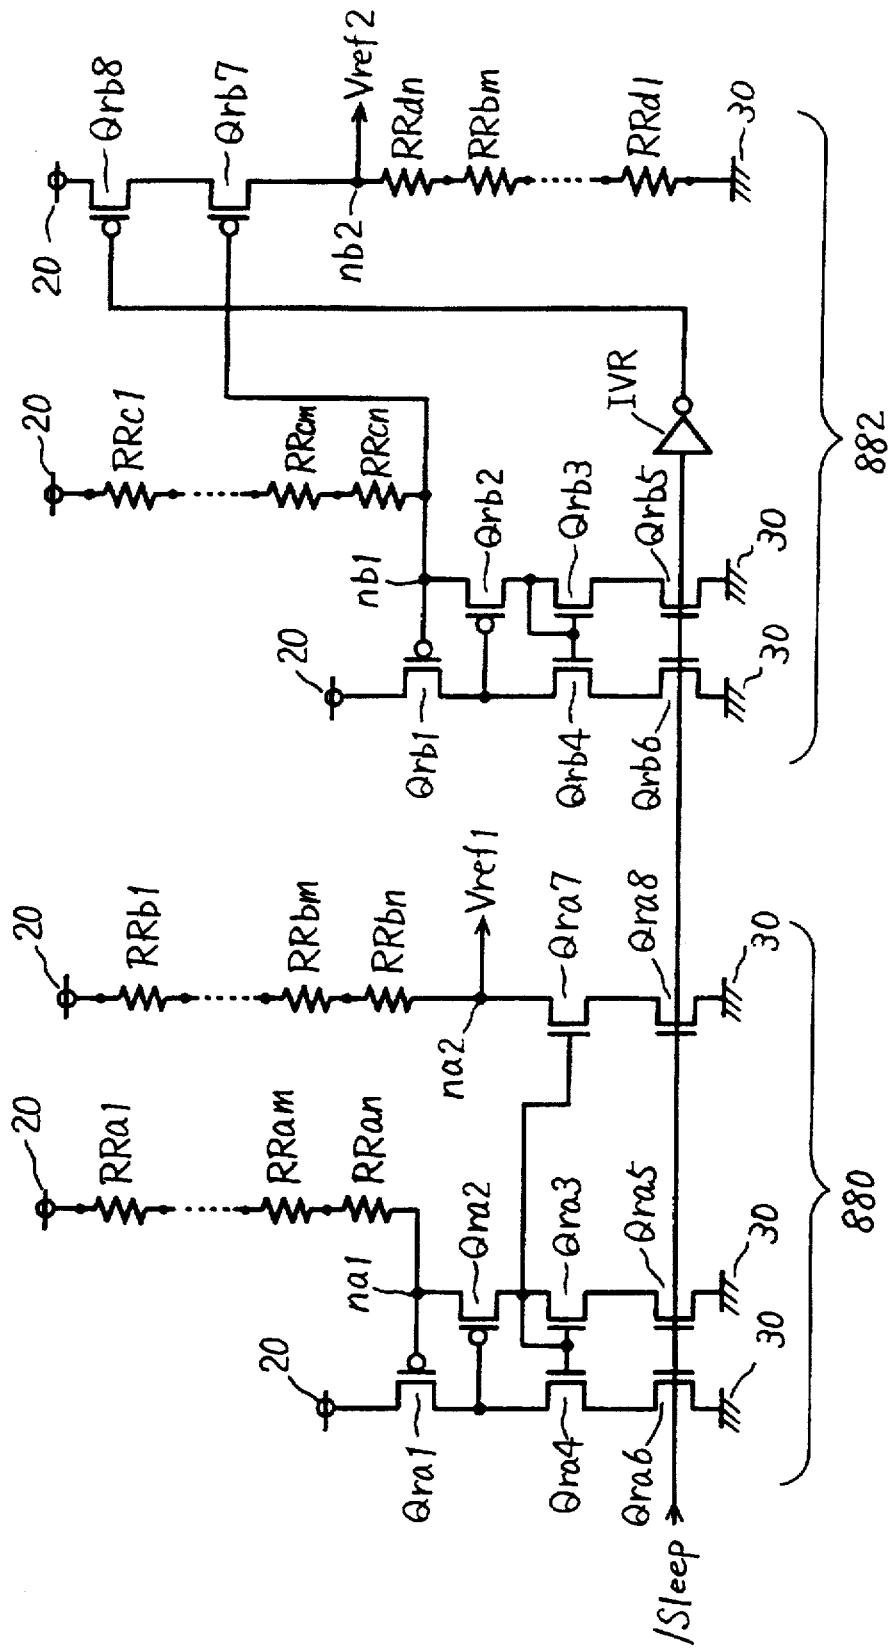 20
Qrb8
Qrb7
Vref2
nb2
RRdn
RRbm
RRd1
30
20
RRc1
RRcm
RRcn
IVR
nb1
Qrb2
Qrb3
Qrb5
30
20
Qrb1
Qrb4
Qrb6
30
882
20
RRb1
RRbm
RRbn
Vref1
na2
Qra7
Qra8
30
20
RRa1
RRam
RRan
na1
Qra2
Qra3
Qra5
30
20
Qra1
Qra4
Qra6
30
880
/Sleep